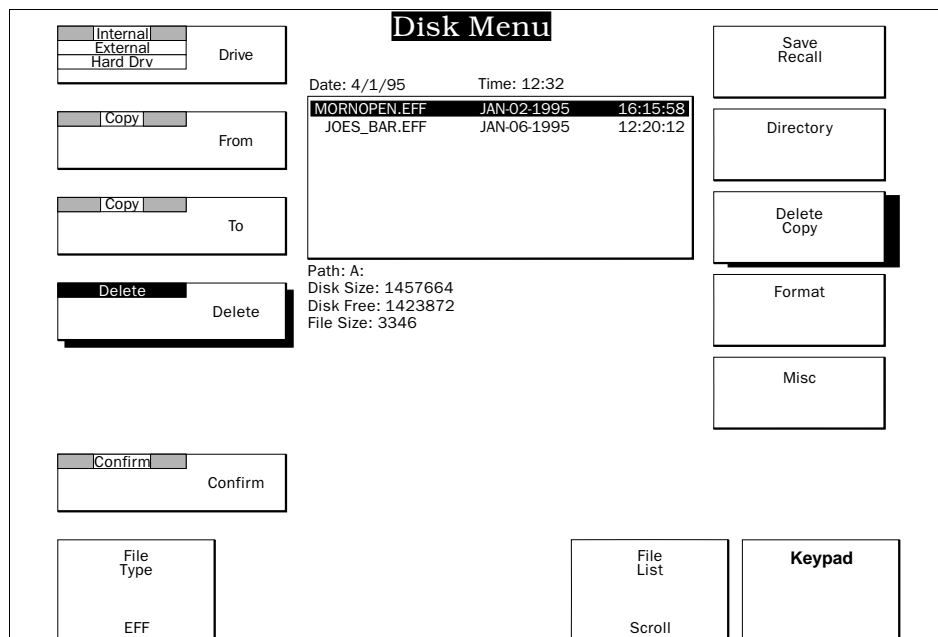 Disk Menu
Internal
External
Hard Drv
Drive
Save
Recall
Date: 4/1/95 Time: 12:32
MORNOPEN.EFF JAN-02-1995 16:15:58
JOES_BAR.EFF JAN-06-1995 12:20:12
Copy
From
Directory
Copy
To
Delete
Copy
Path: A:
Disk Size: 1457664
Disk Free: 1423872
File Size: 3346
Delete
Delete
Format
Misc
Confirm
Confirm
File
Type
EFF
File
List
Scroll
Keypad